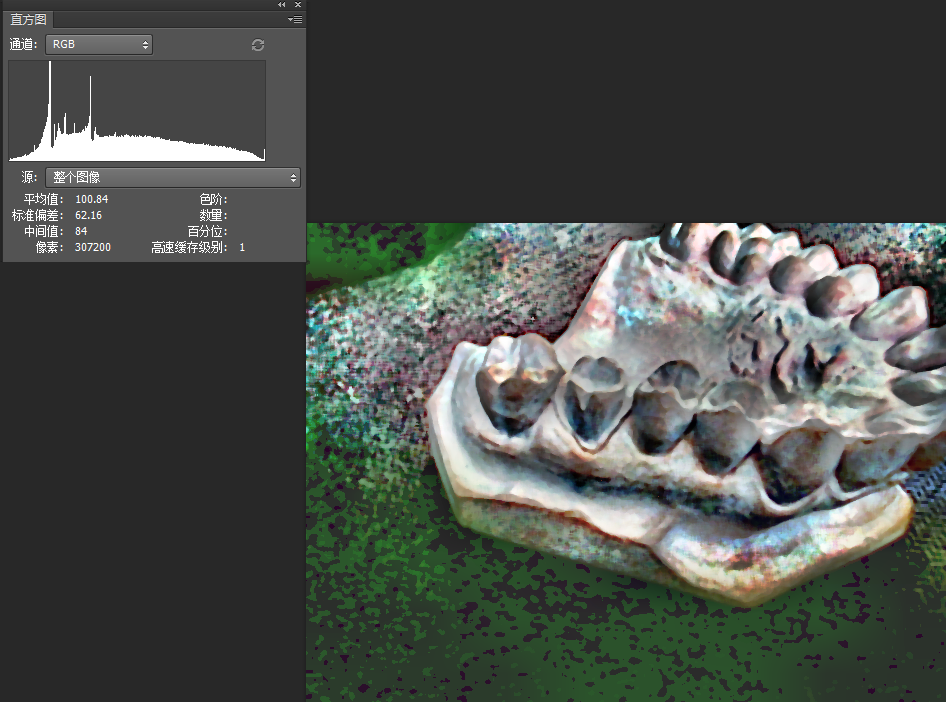 直方图
通道: RGB
源: 整个图像
平均值: 100.84 色阶:
标准偏差: 62.16 数量:
中间值: 84 百分位:
像素: 307200 高速缓存级别: 1